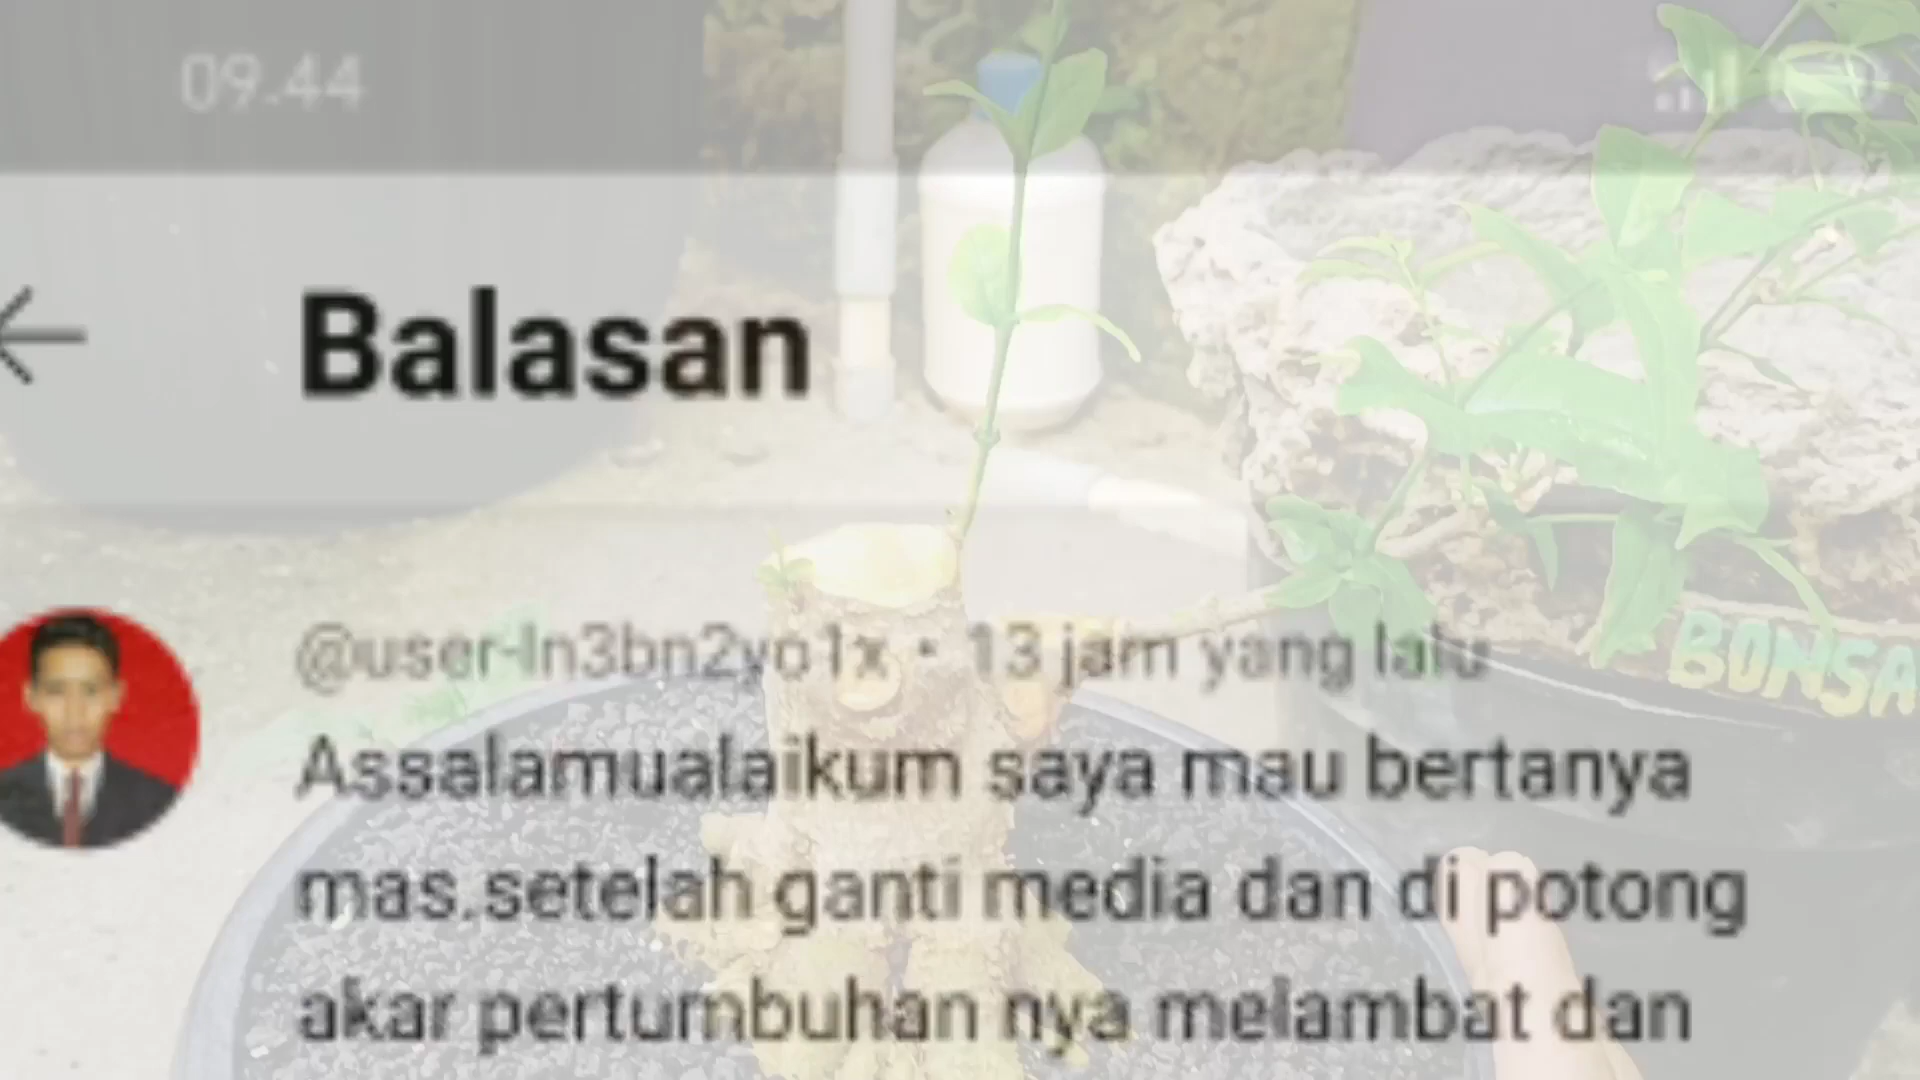 09.44
Balasan
@user-ln3bn2yo1x • 13 jam yang lalu
Assalamualaikum saya mau bertanya
mas.setelah ganti media dan di potong
akar pertumbuhan nya melambat dan
BONSA